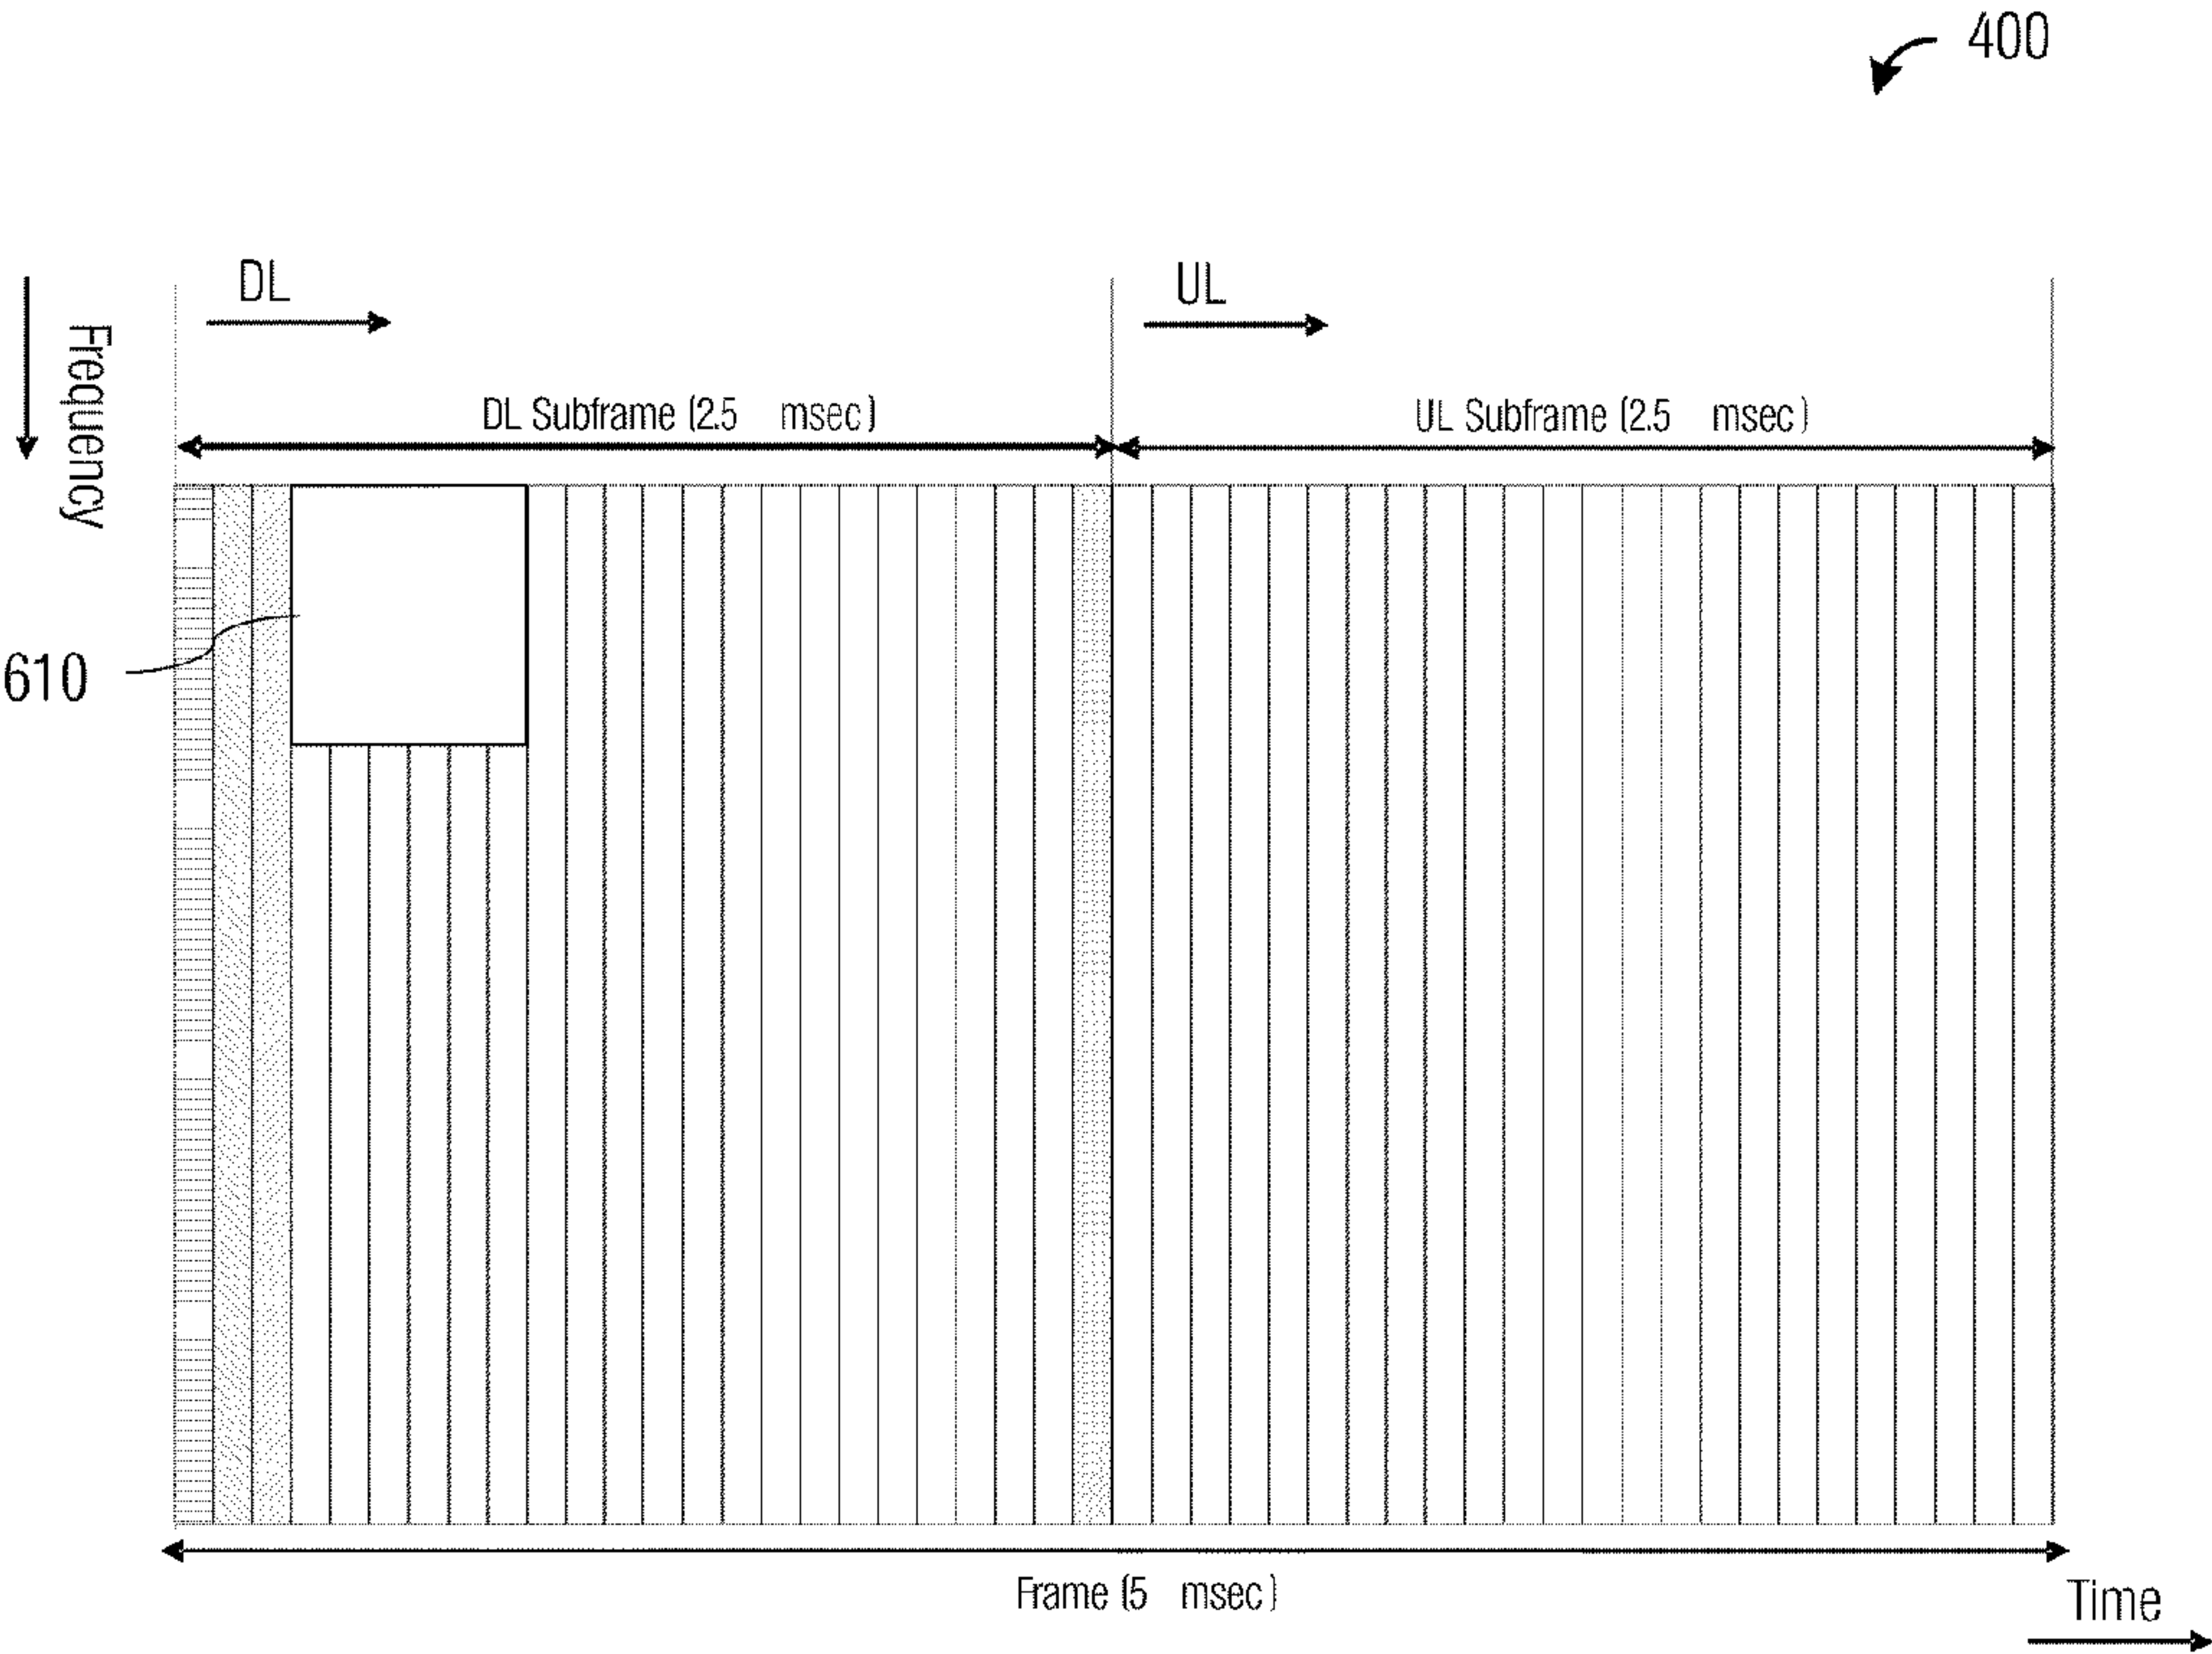 400
DL
UL
Frequency
DL Subframe (2.5 msec)
UL Subframe (2.5 msec)
610
Frame (5 msec)
Time